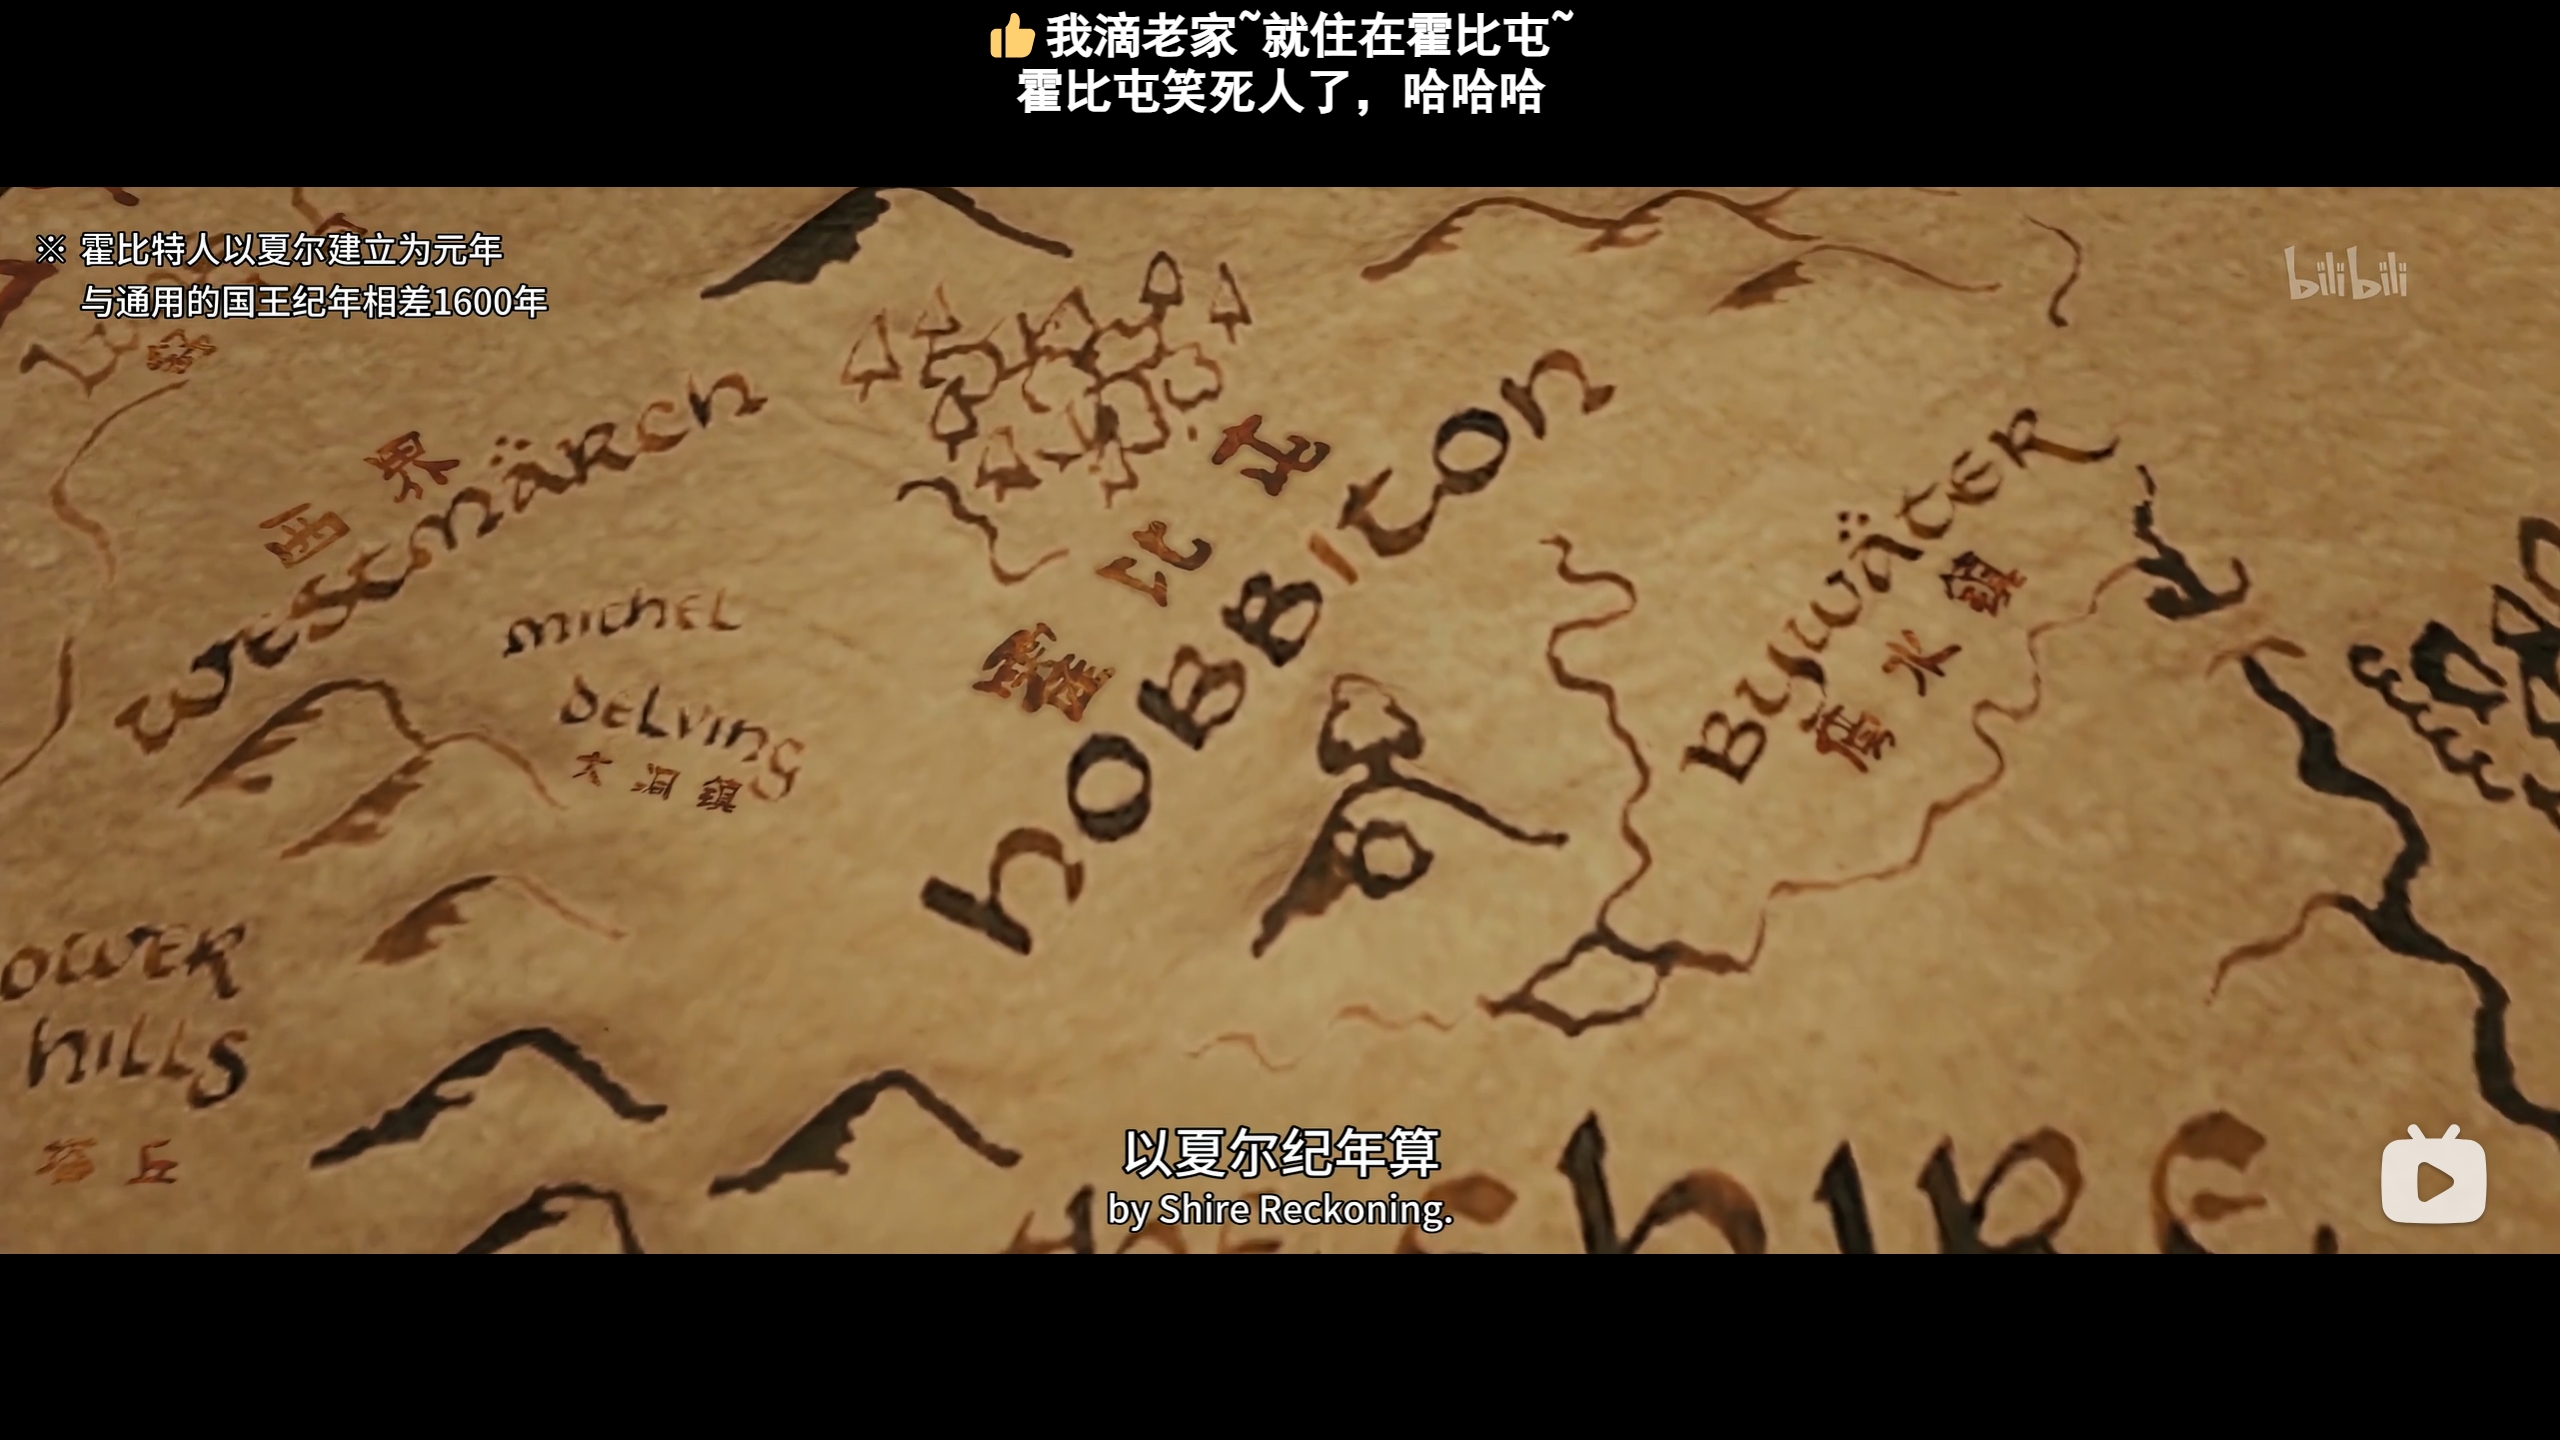 我滴老家~就住在霍比屯~
霍比屯笑死人了，哈哈哈
※ 霍比特人以夏尔建立为元年
与通用的国王纪年相差1600年
bilibili
西界
westmärch
michel
delving
大洞镇
霍比屯
hobbiton
Bywäter
傍水镇
ower
hills
塔丘
以夏尔纪年算
by Shire Reckoning.
shire